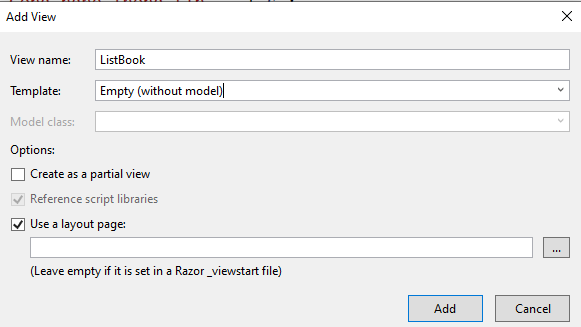 Add View
View name: ListBook
Template: Empty (without model)
Model class:
Options:
Create as a partial view
Reference script libraries
Use a layout page:
...
(Leave empty if it is set in a Razor _viewstart file)
Add Cancel